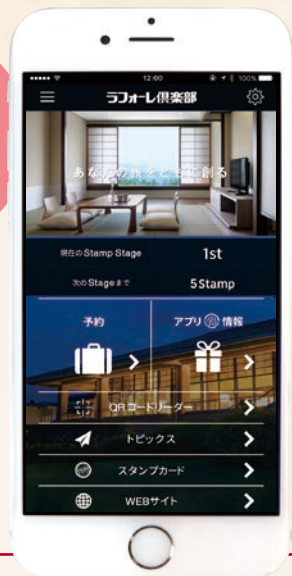 12:00
100%
ラフォーレ倶楽部
あなたの旅をともに創る
現在のStamp Stage 1st
次のStageまで 5Stamp
予約 アプリ 情報
QRコードリーダー
トピックス
スタンプカード
WEBサイト